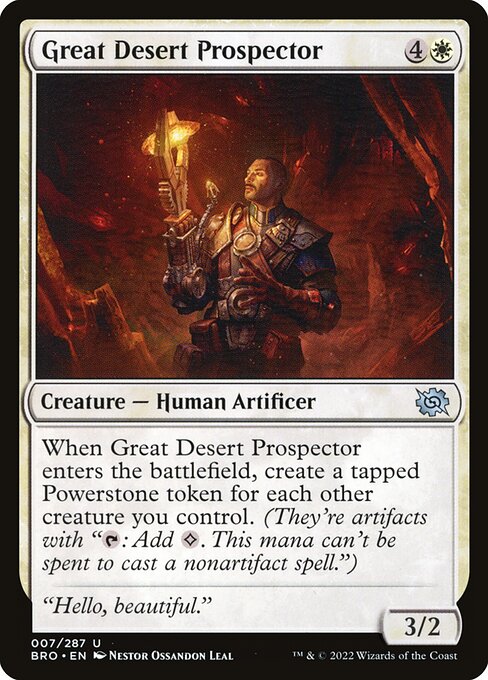 Great Desert Prospector 4
Creature — Human Artificer
When Great Desert Prospector
enters the battlefield, create a tapped
Powerstone token for each other
creature you control. (They're artifacts
with “: Add . This mana can't be
spent to cast a nonartifact spell.”)
“Hello, beautiful.”
3/2
007/287 U
BRO • EN Nestor Ossandon Leal ™ & © 2022 Wizards of the Coast